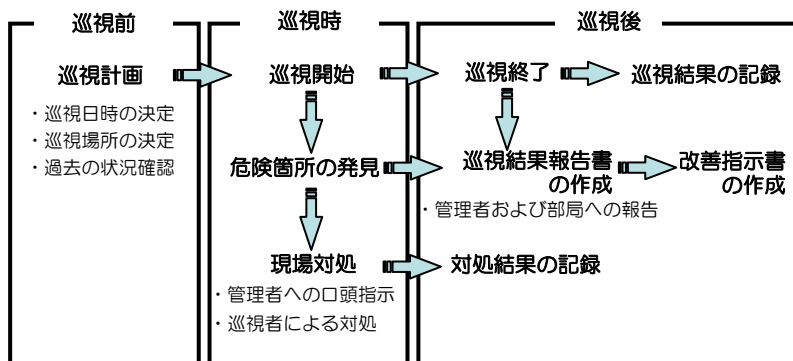 巡視前
巡視時
巡視後
巡視計画
・巡視日時の決定
・巡視場所の決定
・過去の状況確認
巡視開始
危険箇所の発見
現場対処
・管理者への口頭指示
・巡視者による対処
巡視終了
巡視結果の記録
巡視結果報告書
の作成
・管理者および部局への報告
改善指示書
の作成
対処結果の記録